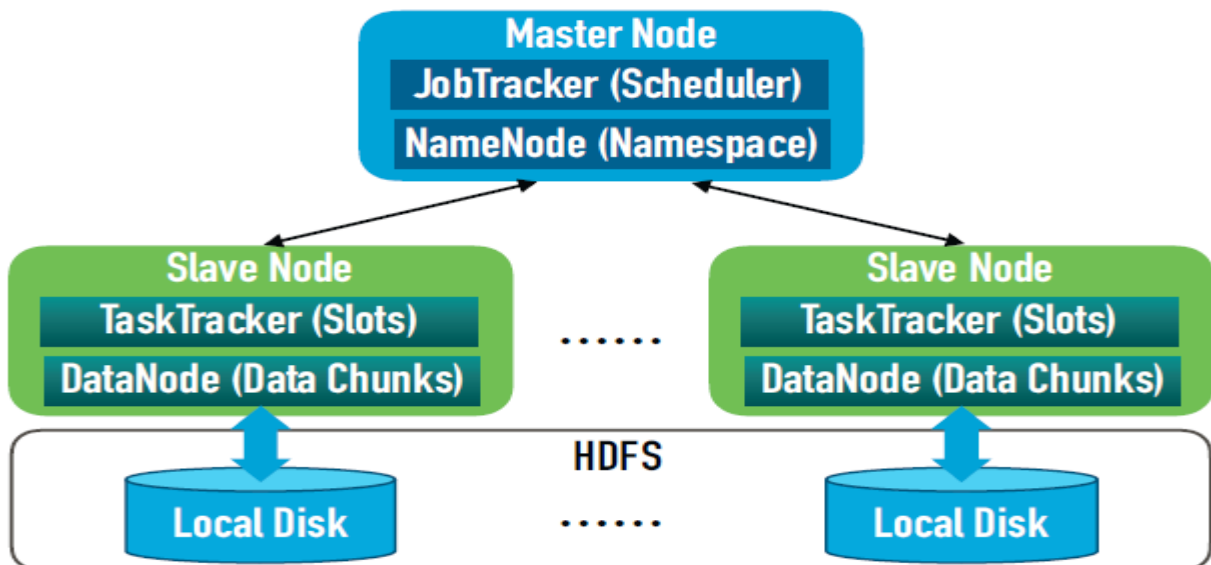 Master Node
JobTracker (Scheduler)
NameNode (Namespace)
Slave Node
TaskTracker (Slots)
DataNode (Data Chunks)
......
Slave Node
TaskTracker (Slots)
DataNode (Data Chunks)
HDFS
Local Disk
......
Local Disk